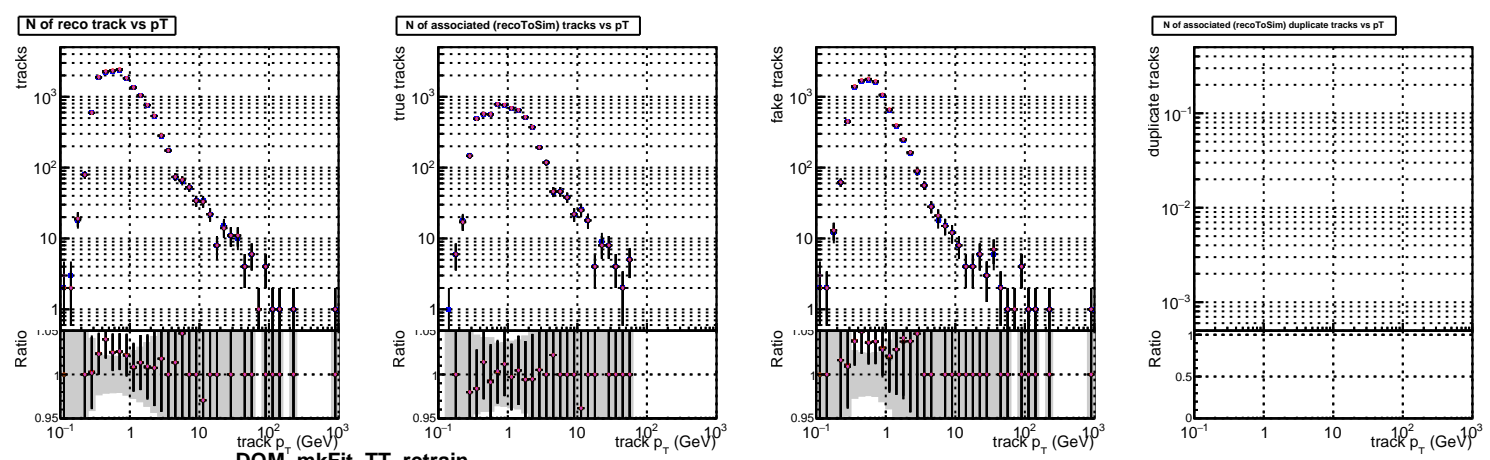 N of reco track vs pT
N of associated (recoToSim) tracks vs pT
N of associated (recoToSim) duplicate tracks vs pT
tracks
10³
10²
10
1
Ratio
1.05
1
0.95
10⁻¹ 1 10 10² 10³
track p_T (GeV)
true tracks
10³
10²
10
1
Ratio
1.05
1
0.95
10⁻¹ 1 10 10² 10³
track p_T (GeV)
fake tracks
10³
10²
10
1
Ratio
1.05
1
0.95
10⁻¹ 1 10 10² 10³
track p_T (GeV)
duplicate tracks
10⁻¹
10⁻²
10⁻³
Ratio
1
0.5
0
10⁻¹ 1 10 10² 10³
track p_T (GeV)
DQM_mkFit_TT_retrain